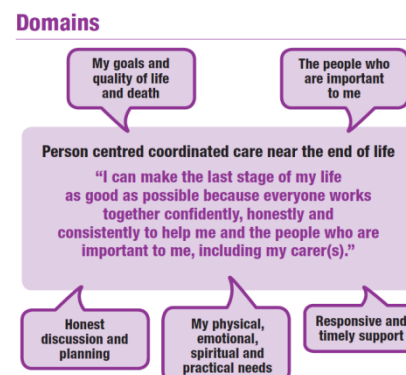 Domains
My goals and
quality of life
and death
The people who
are important
to me
Person centred coordinated care near the end of life
“I can make the last stage of my life
as good as possible because everyone works
together confidently, honestly and
consistently to help me and the people who are
important to me, including my carer(s).”
Honest
discussion and
planning
My physical,
emotional,
spiritual and
practical needs
Responsive and
timely support